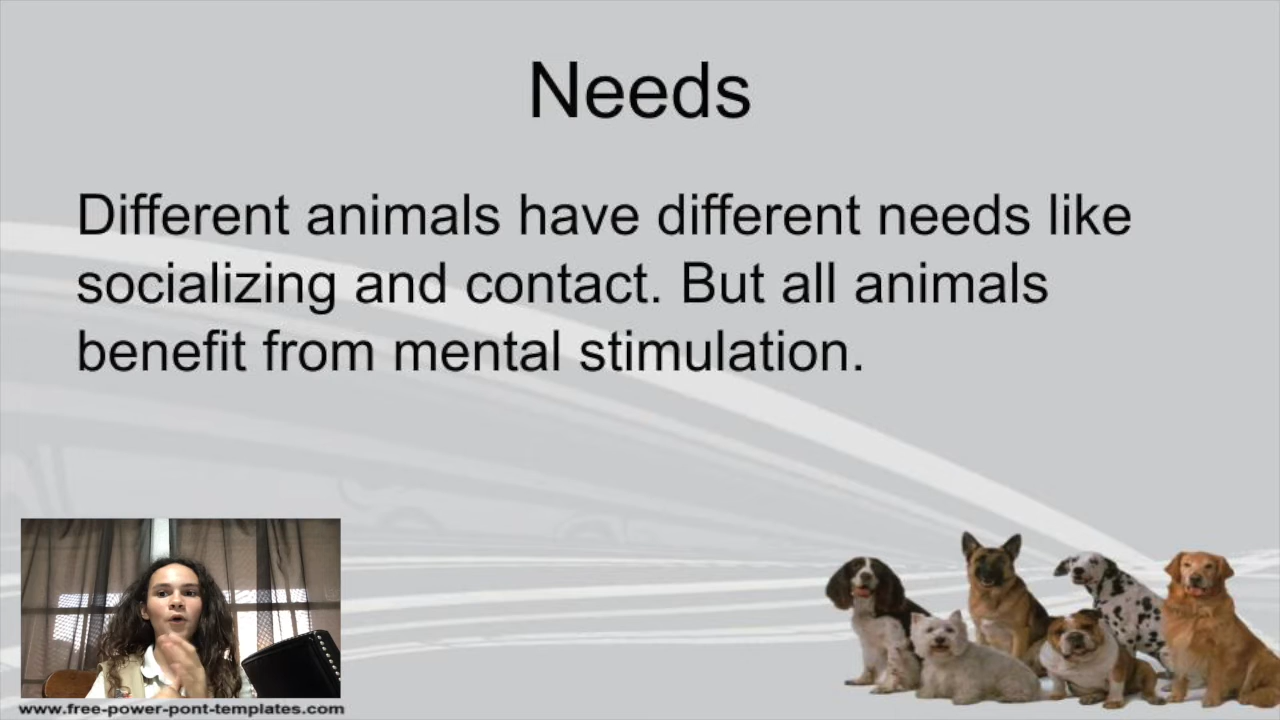 Needs
Different animals have different needs like
socializing and contact. But all animals
benefit from mental stimulation.
www.free-power-pont-templates.com